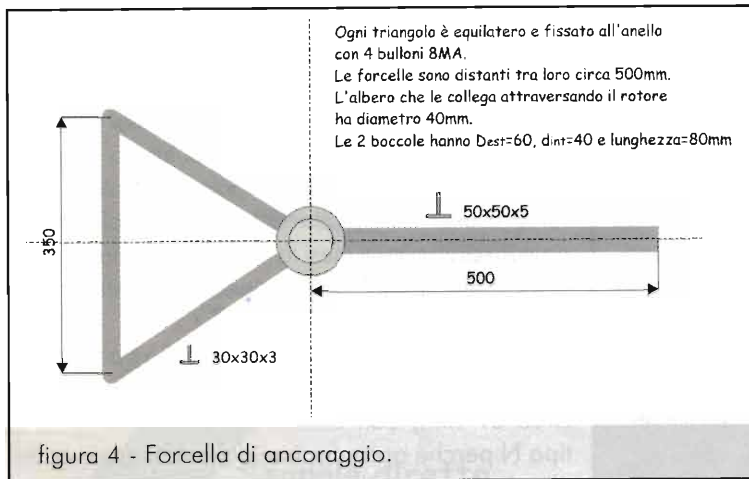 Ogni triangolo è equilatero e fissato all'anello
con 4 bulloni 8MA.
Le forcelle sono distanti tra loro circa 500mm.
L'albero che le collega attraversando il rotore
ha diametro 40mm.
Le 2 boccole hanno Dest=60, dint=40 e lunghezza=80mm
50x50x5
350
500
30x30x3
figura 4 - Forcella di ancoraggio.